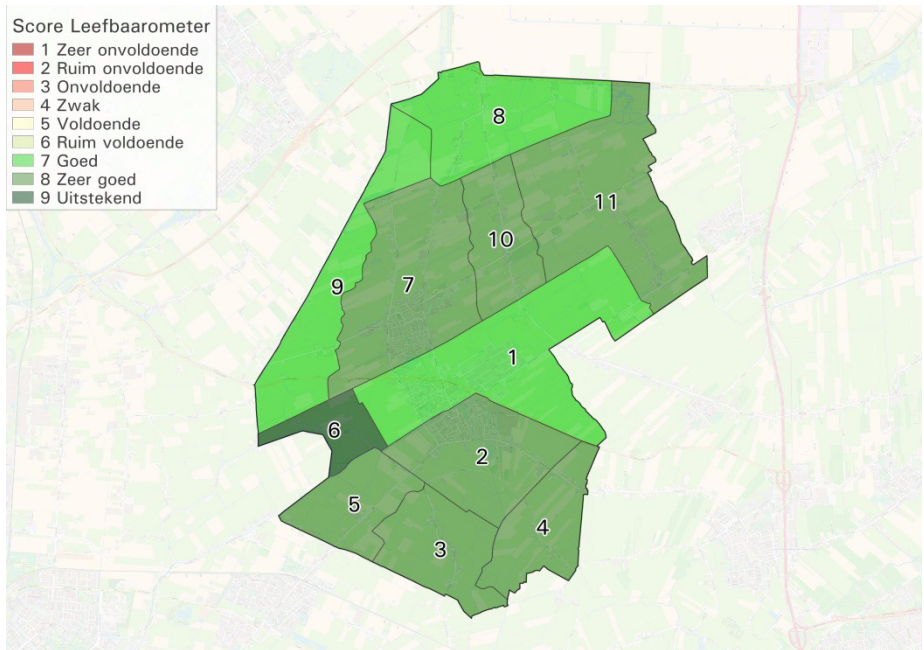 Score Leefbaarometer
1 Zeer onvoldoende
2 Ruim onvoldoende
3 Onvoldoende
4 Zwak
5 Voldoende
6 Ruim voldoende
7 Goed
8 Zeer goed
9 Uitstekend
8
11
10
7
9
1
6
2
5
4
3